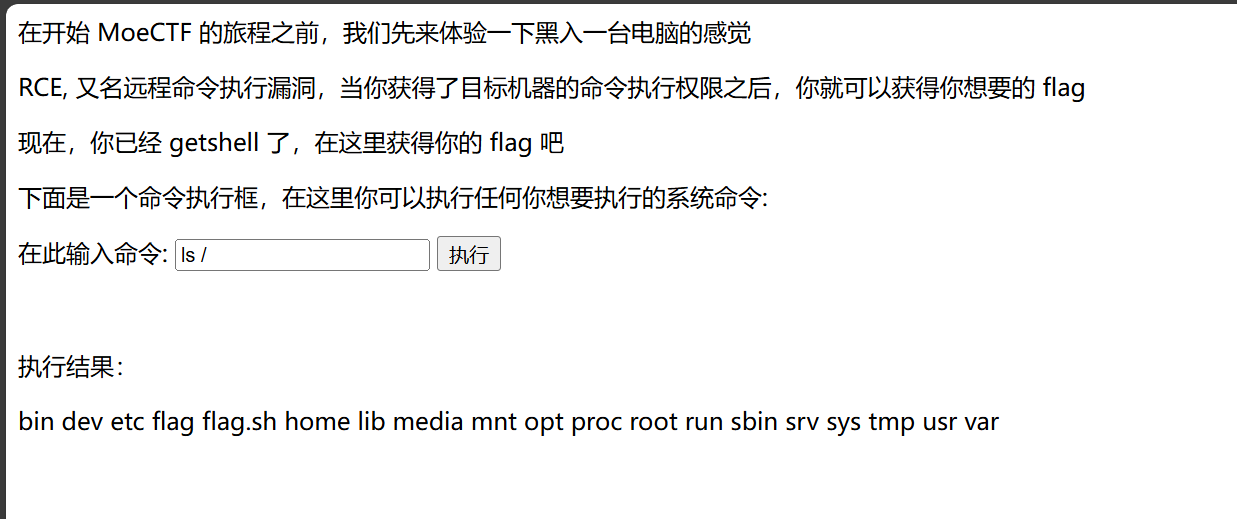 在开始 MoeCTF 的旅程之前，我们先来体验一下黑入一台电脑的感觉
RCE, 又名远程命令执行漏洞，当你获得了目标机器的命令执行权限之后，你就可以获得你想要的 flag
现在，你已经 getshell 了，在这里获得你的 flag 吧
下面是一个命令执行框，在这里你可以执行任何你想要执行的系统命令:
在此输入命令: ls / 执行
执行结果：
bin dev etc flag flag.sh home lib media mnt opt proc root run sbin srv sys tmp usr var